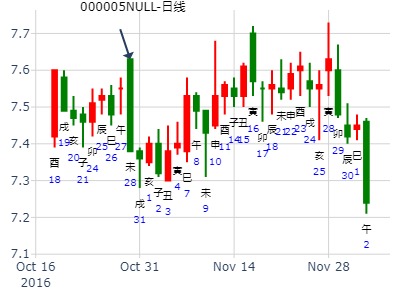 000005NULL-日线
7.7
7.6
7.5
7.4
7.3
7.2
7.1
酉
18
戌
19
亥
20
子
21
卯
24
辰
25
巳
26
午
27
未
28
戌
31
亥
1
子
2
丑
3
寅
4
巳
7
午
8
未
9
申
10
酉
11
子
14
丑
15
寅
16
卯
17
辰
18
未
21
申
22
酉
23
戌
24
亥
25
寅
28
卯
29
辰
30
巳
1
午
2
Oct 16
2016
Oct 31
Nov 14
Nov 28